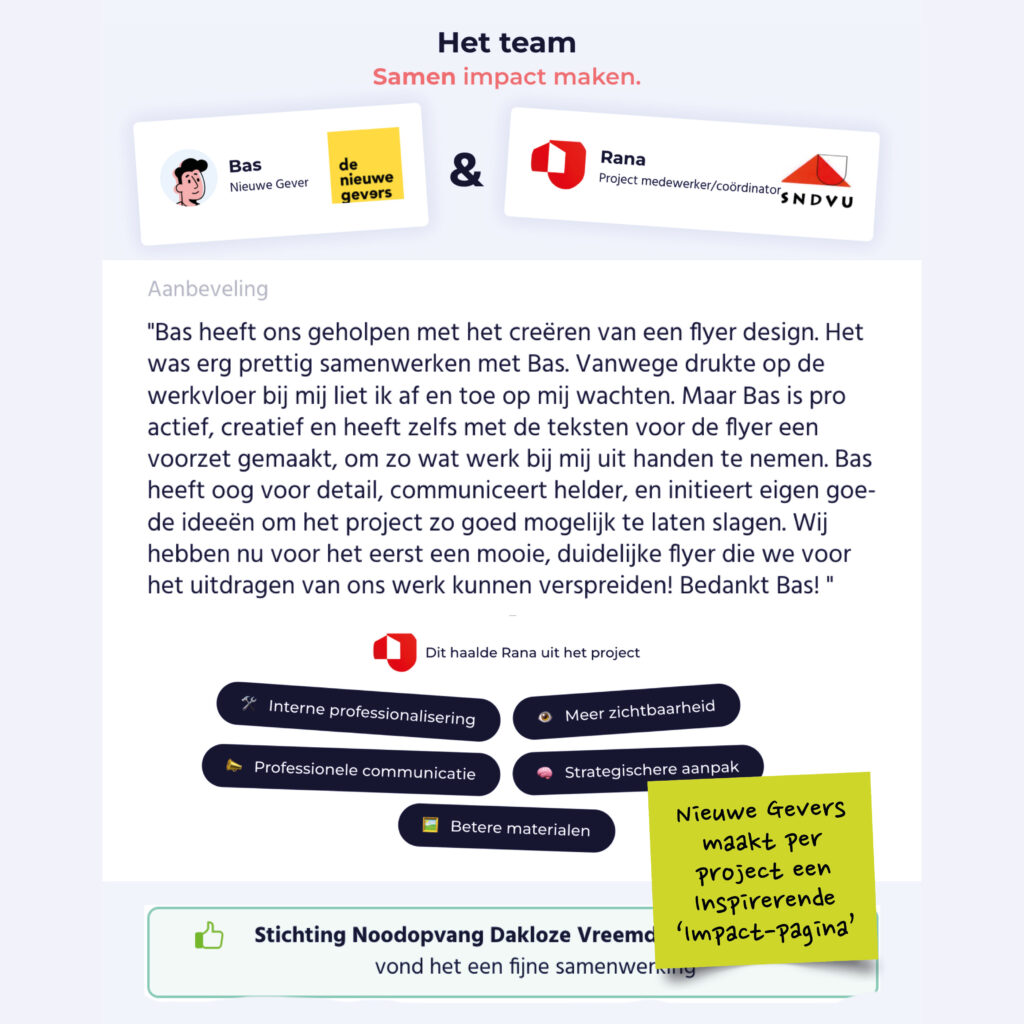 Het team
Samen impact maken.
Bas
Nieuwe Gever
de
nieuwe
gevers
&
Rana
Project medewerker/coördinator
SNDVU
Aanbeveling
"Bas heeft ons geholpen met het creëren van een flyer design. Het
was erg prettig samenwerken met Bas. Vanwege drukte op de
werkvloer bij mij liet ik af en toe op mij wachten. Maar Bas is pro
actief, creatief en heeft zelfs met de teksten voor de flyer een
voorzet gemaakt, om zo wat werk bij mij uit handen te nemen. Bas
heeft oog voor detail, communiceert helder, en initieert eigen goe-
de ideeën om het project zo goed mogelijk te laten slagen. Wij
hebben nu voor het eerst een mooie, duidelijke flyer die we voor
het uitdragen van ons werk kunnen verspreiden! Bedankt Bas! "
Dit haalde Rana uit het project
Interne professionalisering
Meer zichtbaarheid
Professionele communicatie
Strategischere aanpak
Betere materialen
Nieuwe Gevers
maakt per
project een
Inspirerende
‘Impact-pagina’
Stichting Noodopvang Dakloze Vreemd
vond het een fijne samenwerking